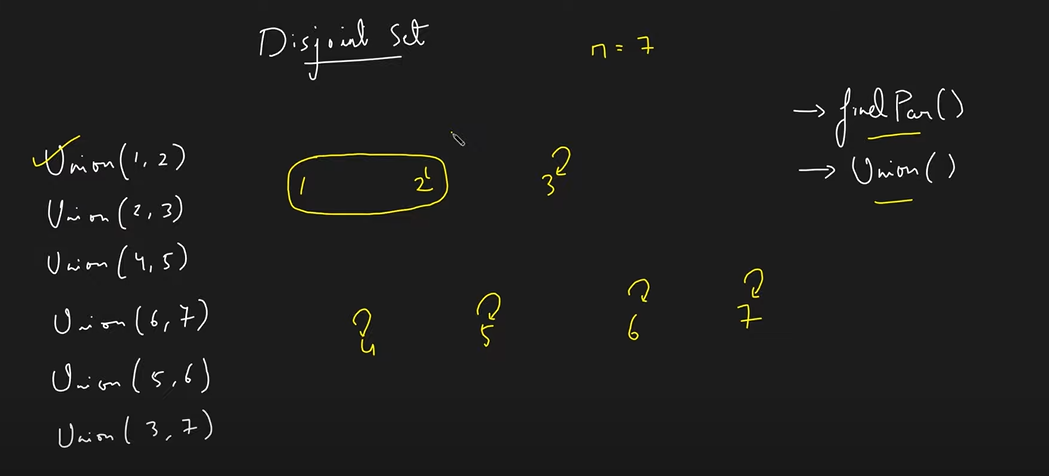 Disjoint Set
n = 7
→ findPar()
→ Union()
Union(1, 2)
Union(2, 3)
Union(4, 5)
Union(6, 7)
Union(5, 6)
Union(3, 7)
1 2 3
4 5 6 7